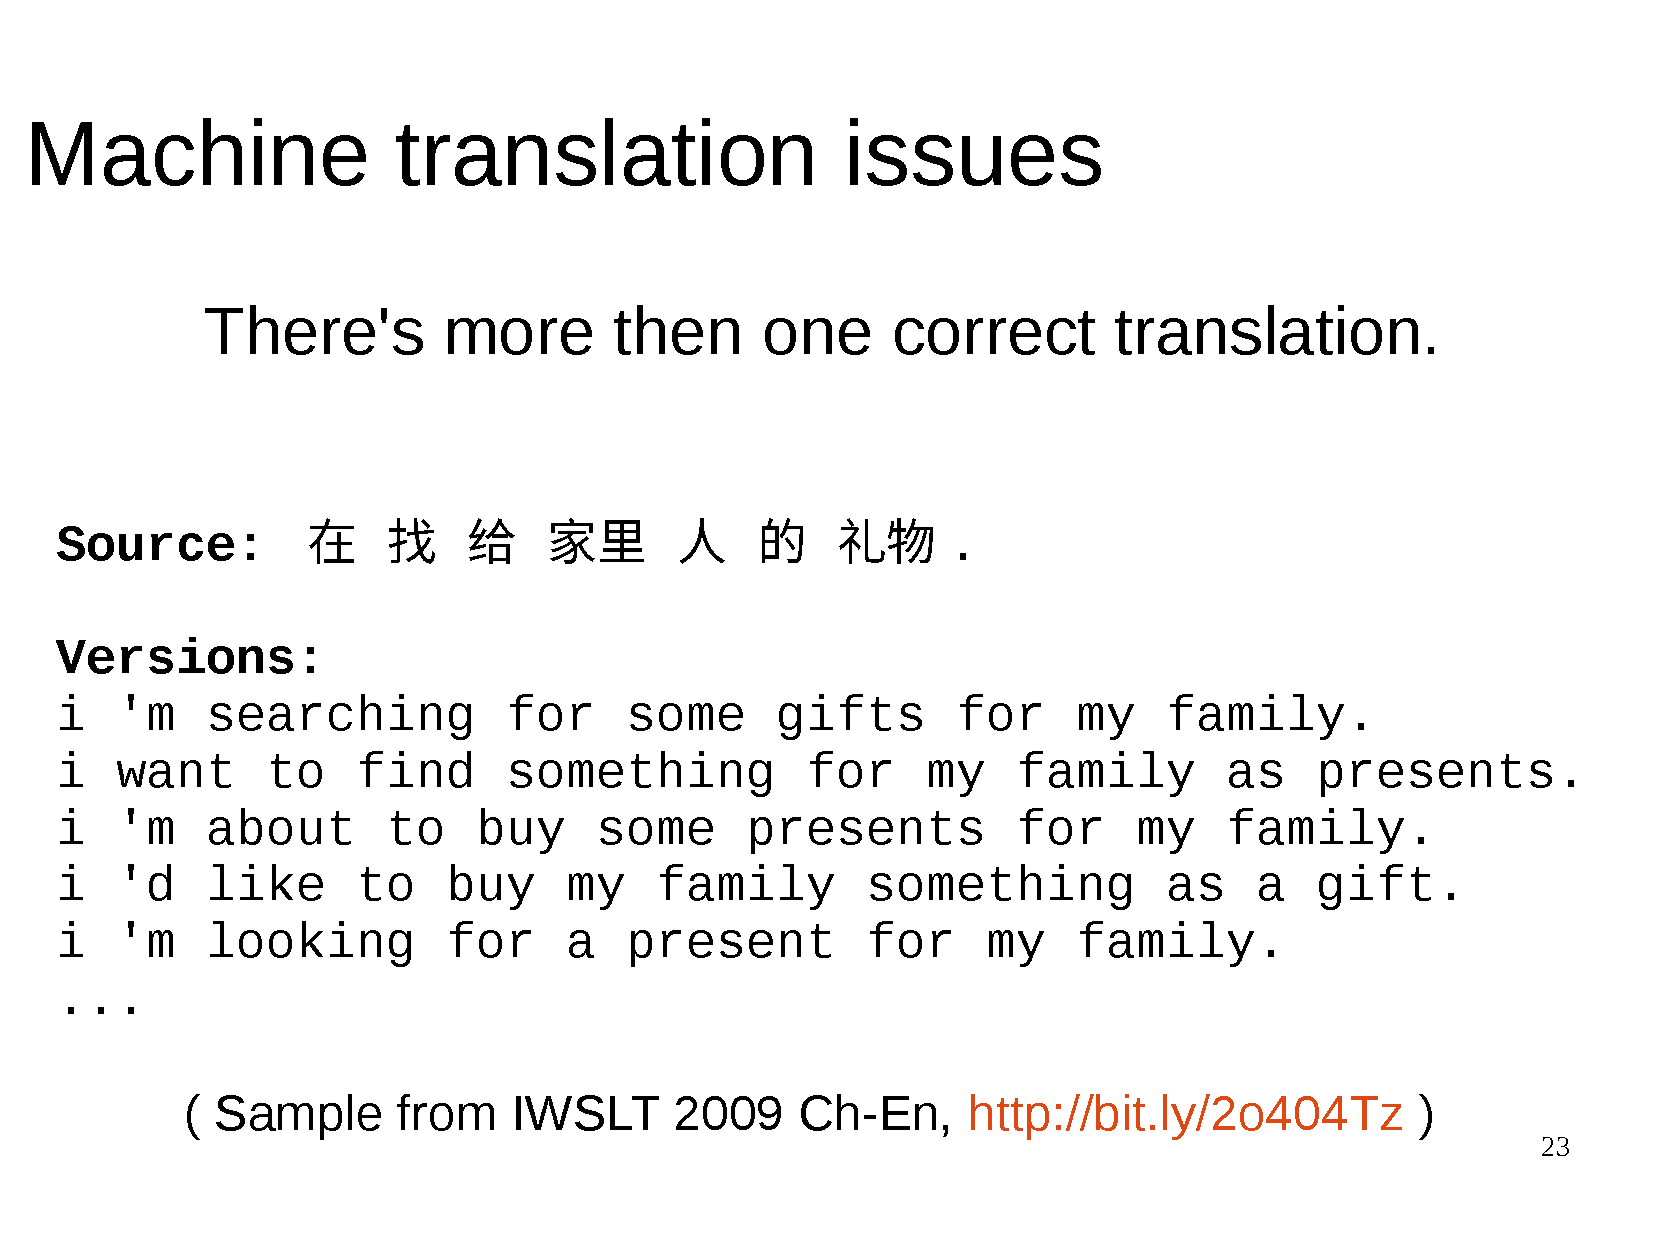 Machine translation issues
There's more then one correct translation.
Source: 在 找 给 家里 人 的 礼物 .
Versions:
i 'm searching for some gifts for my family.
i want to find something for my family as presents.
i 'm about to buy some presents for my family.
i 'd like to buy my family something as a gift.
i 'm looking for a present for my family.
...
( Sample from IWSLT 2009 Ch-En, http://bit.ly/2o404Tz )
23